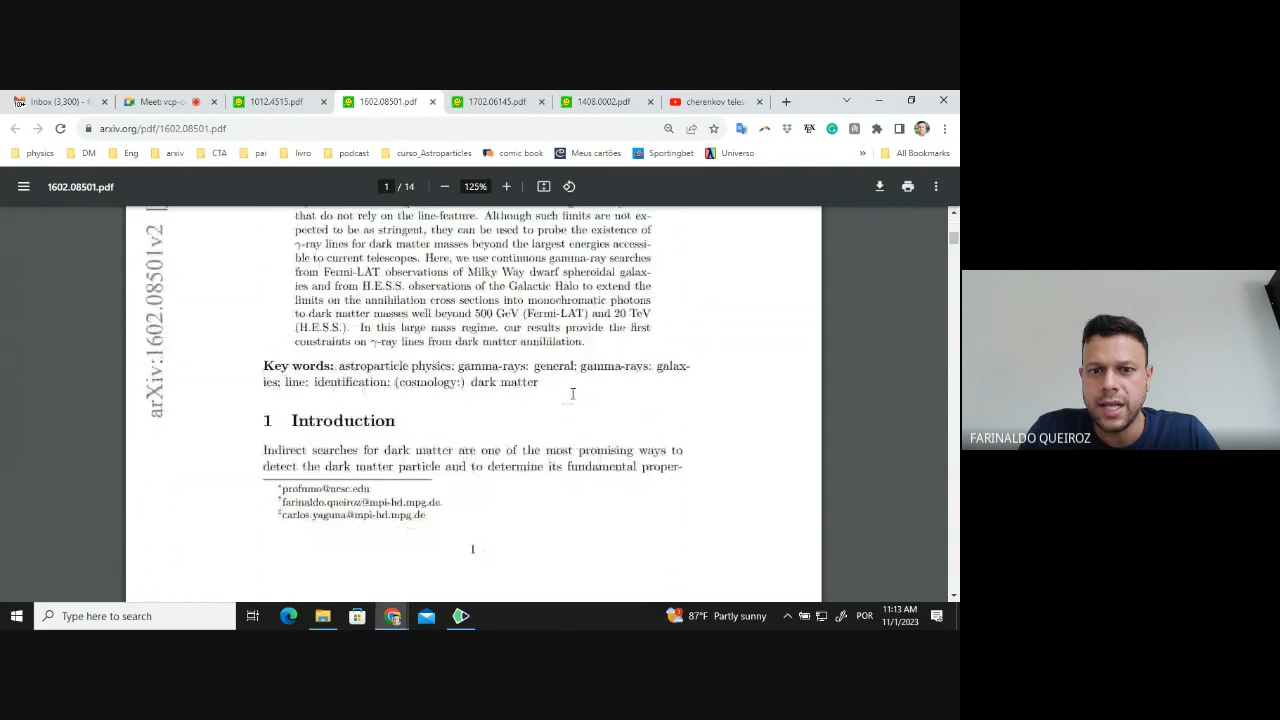 Inbox (3,300) -
Meet: vcp-o
1012.4515.pdf
1602.08501.pdf
1702.06145.pdf
1408.0002.pdf
cherenkov teles
arxiv.org/pdf/1602.08501.pdf
physics
DM
Eng
arxiv
CTA
pai
livro
podcast
curso_Astroparticles
comic book
Meus cartões
Sportingbet
Universo
»
All Bookmarks
1602.08501.pdf
1 / 14
125%
arXiv:1602.08501v2 [
that do not rely on the line-feature. Although such limits are not ex-
pected to be as stringent, they can be used to probe the existence of
γ-ray lines for dark matter masses beyond the largest energies accessi-
ble to current telescopes. Here, we use continuous gamma-ray searches
from Fermi-LAT observations of Milky Way dwarf spheroidal galax-
ies and from H.E.S.S. observations of the Galactic Halo to extend the
limits on the annihilation cross sections into monochromatic photons
to dark matter masses well beyond 500 GeV (Fermi-LAT) and 20 TeV
(H.E.S.S.). In this large mass regime, our results provide the first
constraints on γ-ray lines from dark matter annihilation.
Key words: astroparticle physics; gamma-rays: general; gamma-rays: galax-
ies; line: identification; (cosmology:) dark matter
1 Introduction
Indirect searches for dark matter are one of the most promising ways to
detect the dark matter particle and to determine its fundamental proper-
*profnmo@ncsc.edu
†farinaldo.queiroz@mpi-hd.mpg.de
‡carlos.yaguna@mpi-hd.mpg.de
1
FARINALDO QUEIROZ
Type here to search
87°F Partly sunny
POR
11:13 AM
11/1/2023